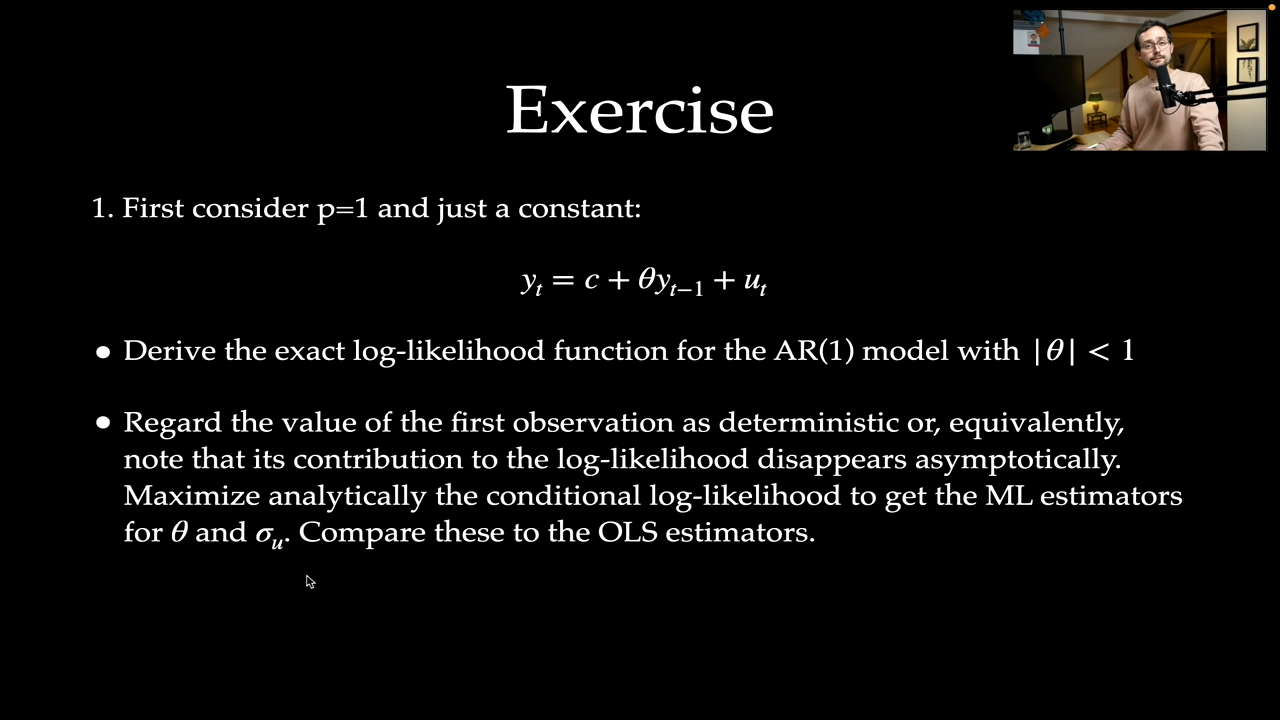 Exercise
1. First consider p=1 and just a constant:
yₜ = c + θyₜ₋₁ + uₜ
● Derive the exact log-likelihood function for the AR(1) model with |θ| < 1
● Regard the value of the first observation as deterministic or, equivalently,
note that its contribution to the log-likelihood disappears asymptotically.
Maximize analytically the conditional log-likelihood to get the ML estimators
for θ and σᵤ. Compare these to the OLS estimators.